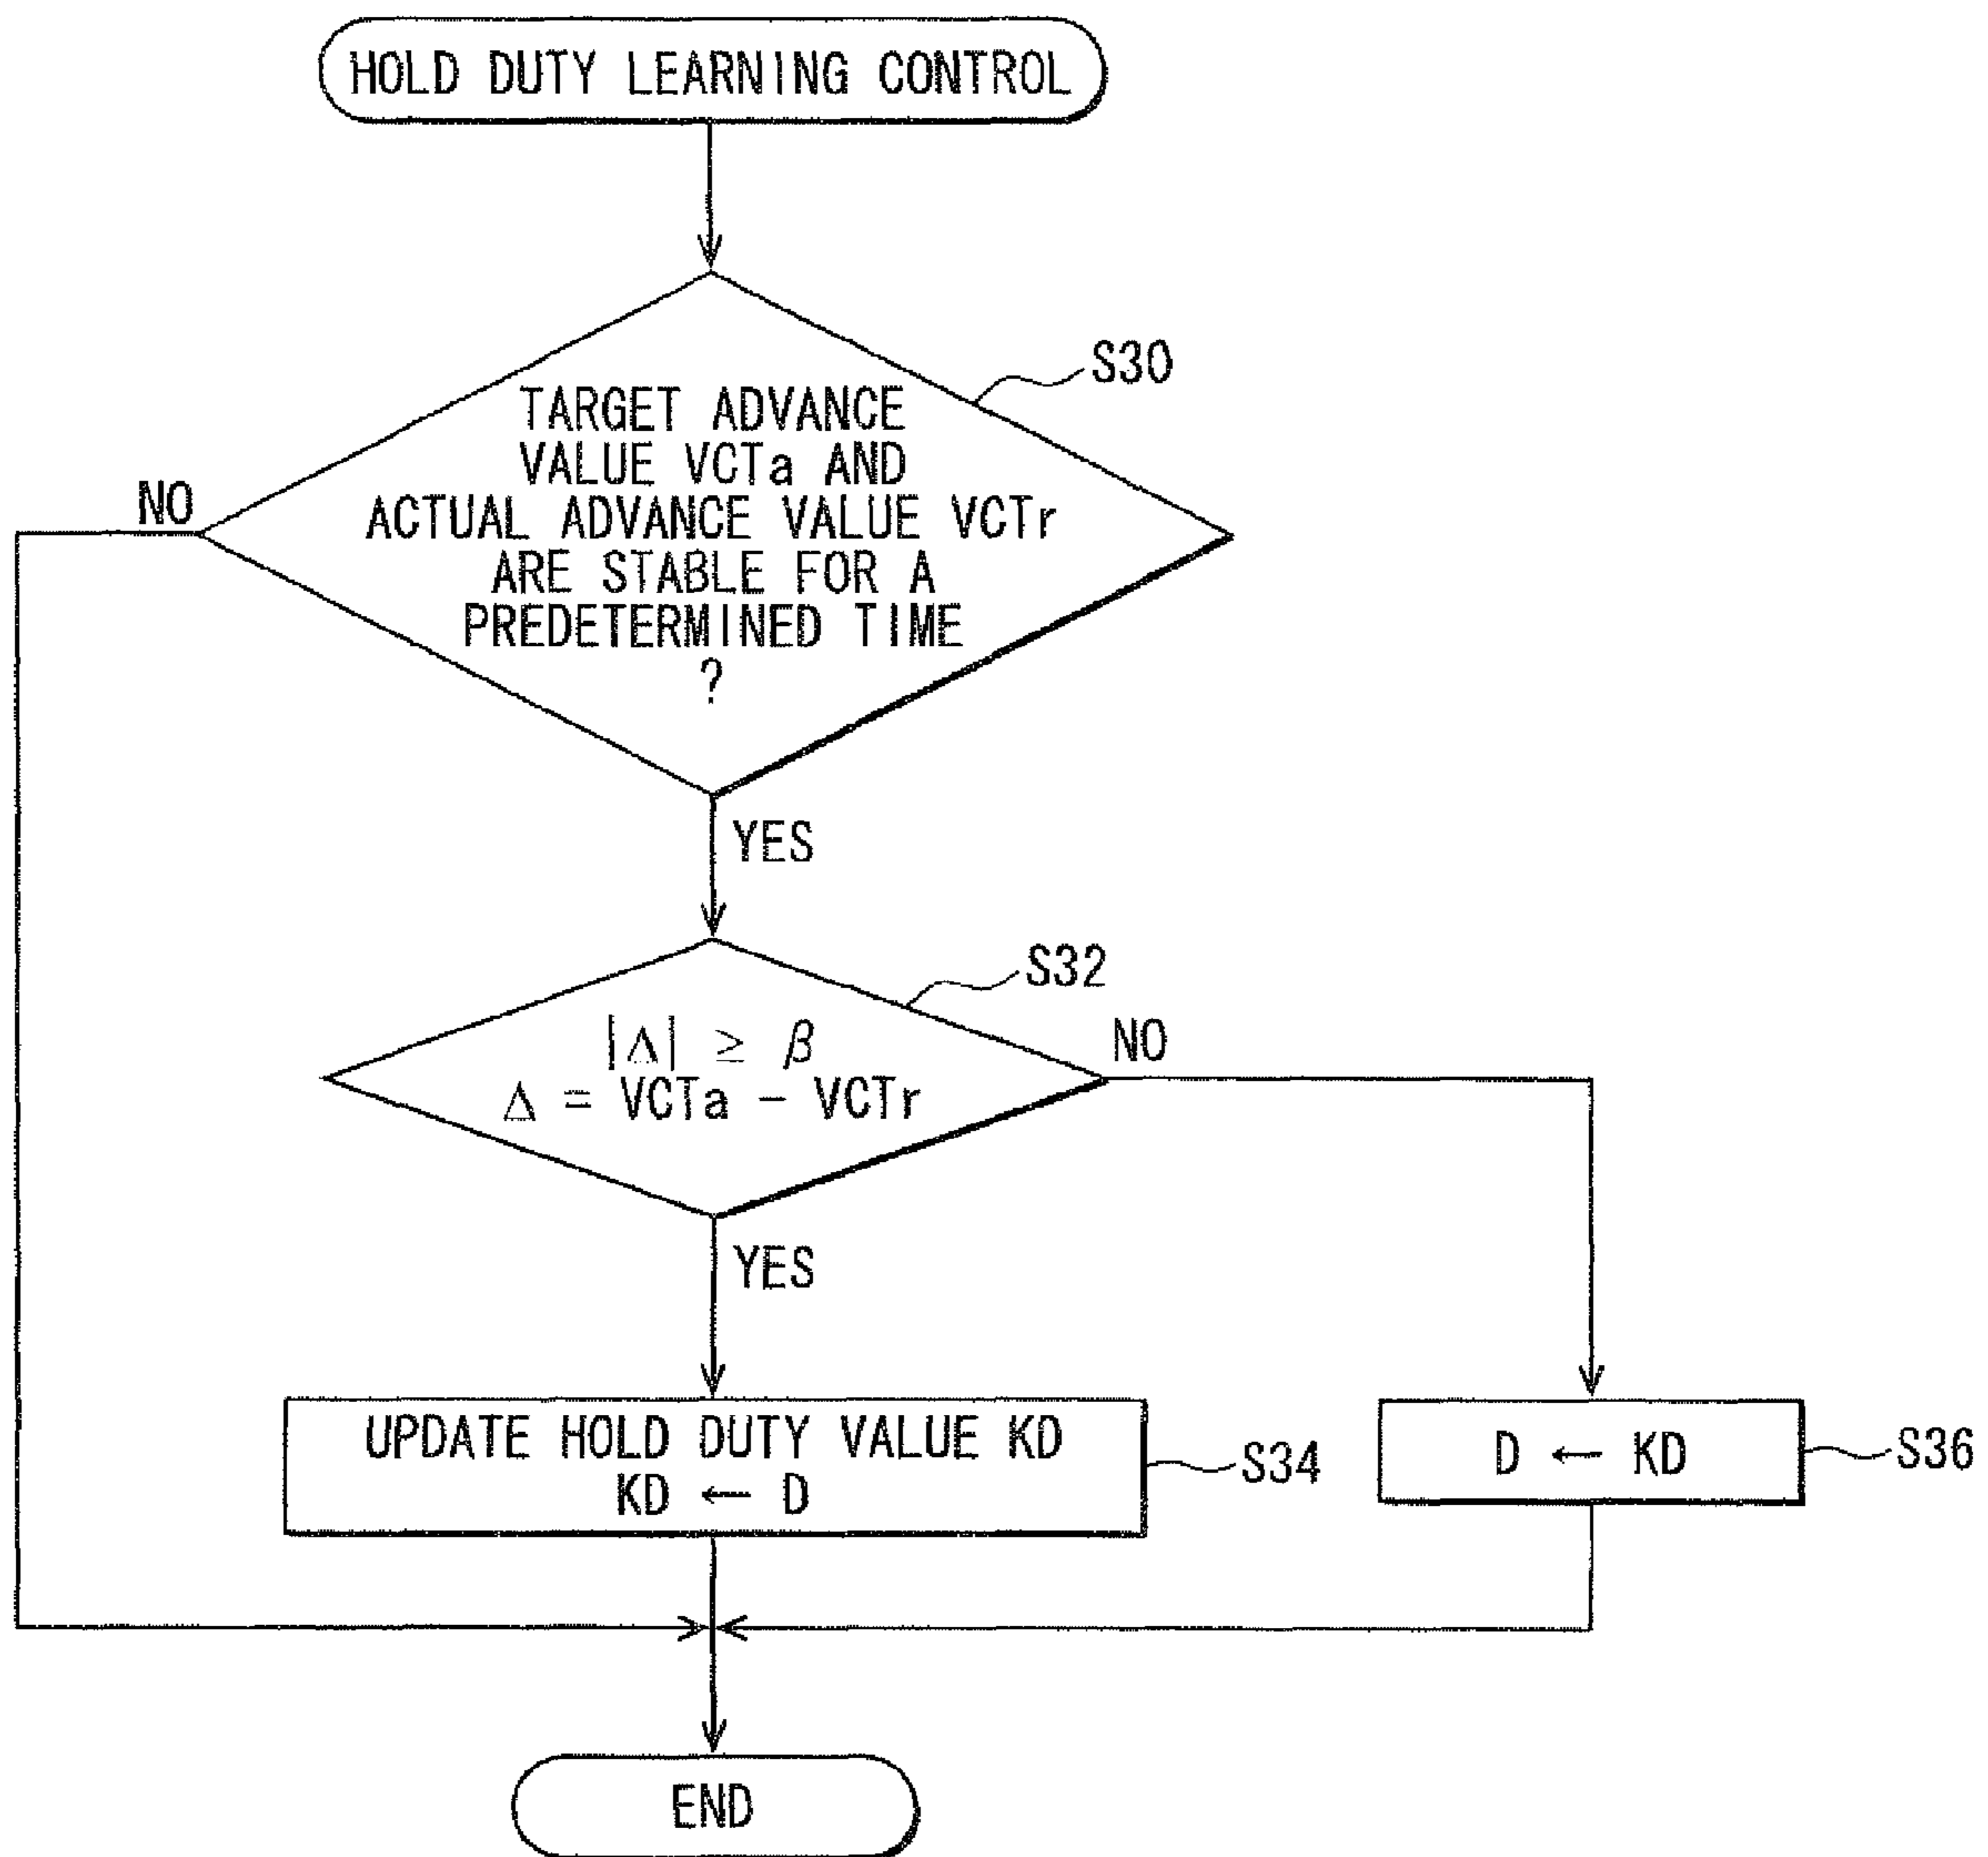 HOLD DUTY LEARNING CONTROL
S30
TARGET ADVANCE
VALUE VCTa AND
ACTUAL ADVANCE VALUE VCTr
ARE STABLE FOR A
PREDETERMINED TIME
?
NO
YES
S32
|Δ| ≥ β
Δ = VCTa - VCTr
NO
YES
UPDATE HOLD DUTY VALUE KD
KD ← D
S34
D ← KD
S36
END